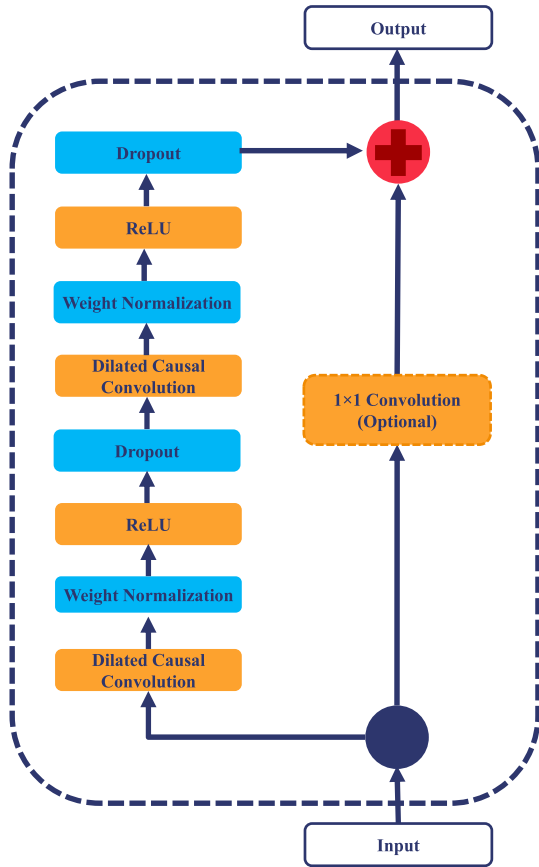 Output
Dropout
ReLU
Weight Normalization
Dilated Causal
Convolution
1×1 Convolution
(Optional)
Dropout
ReLU
Weight Normalization
Dilated Causal
Convolution
Input